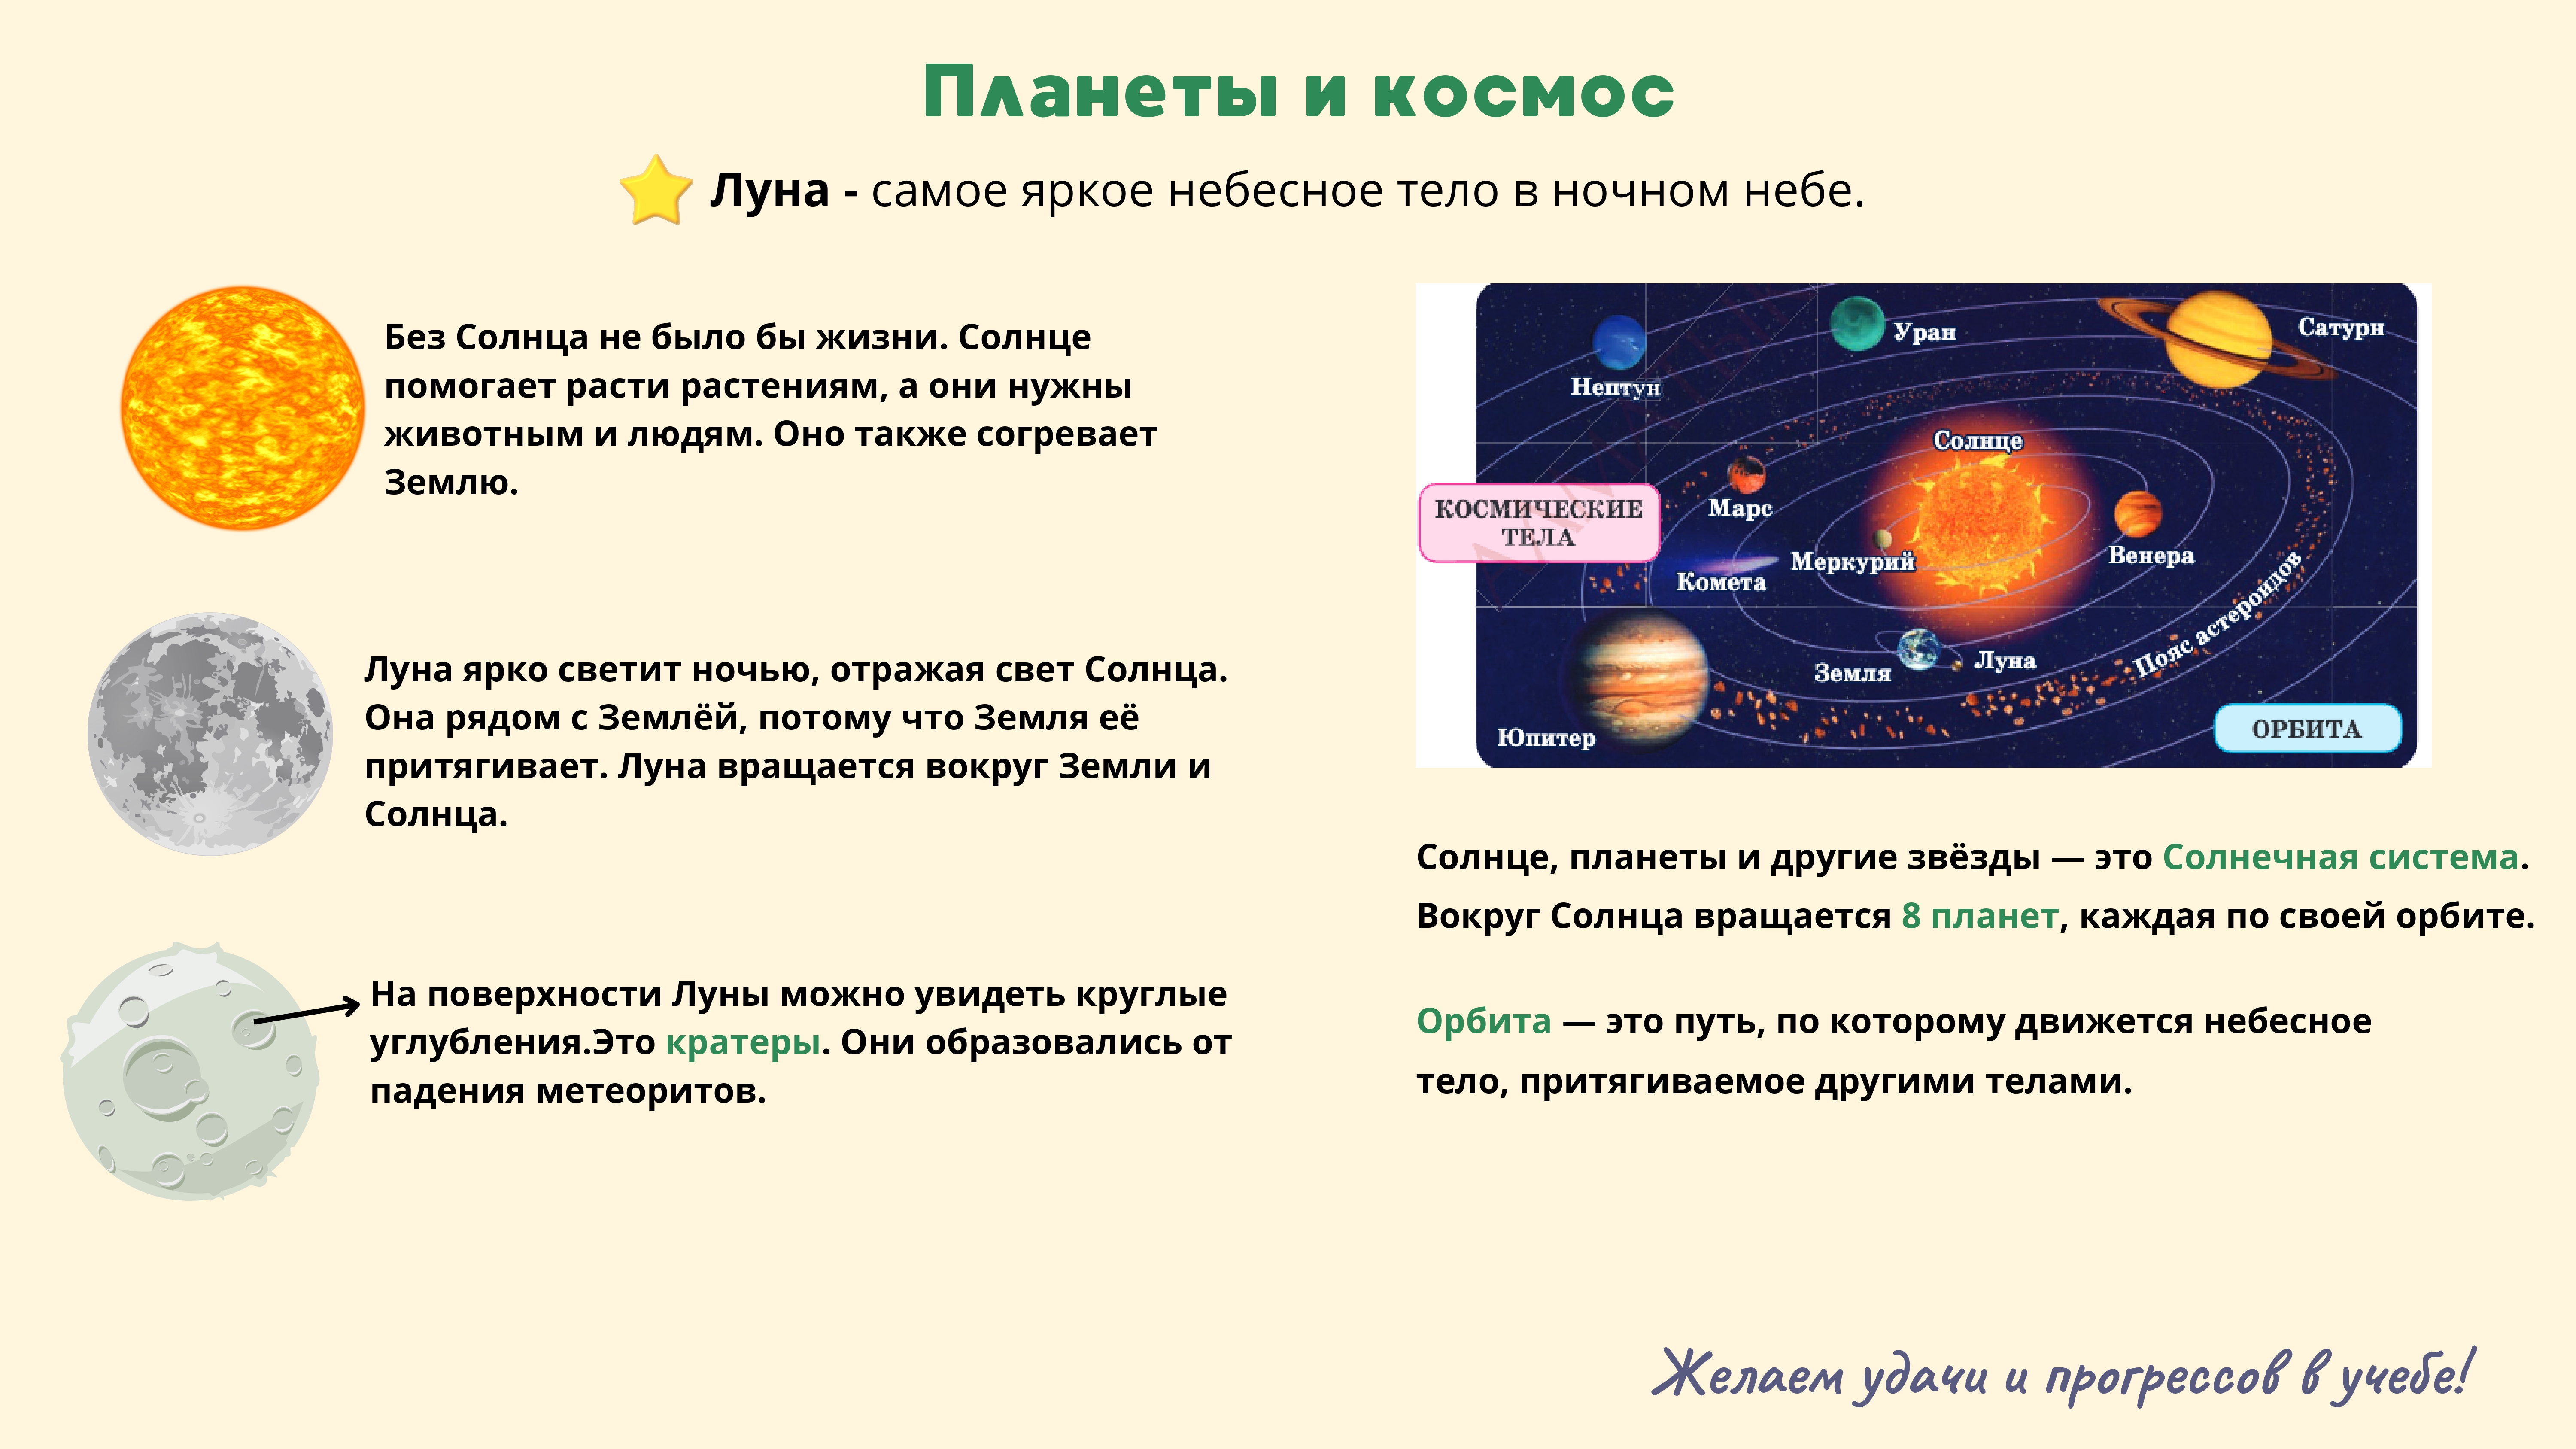 Планеты и космос
Луна - самое яркое небесное тело в ночном небе.
Без Солнца не было бы жизни. Солнце
помогает расти растениям, а они нужны
животным и людям. Оно также согревает
Землю.
Луна ярко светит ночью, отражая свет Солнца.
Она рядом с Землёй, потому что Земля её
притягивает. Луна вращается вокруг Земли и
Солнца.
На поверхности Луны можно увидеть круглые
углубления.Это кратеры. Они образовались от
падения метеоритов.
Нептун
Уран
Сатурн
Солнце
КОСМИЧЕСКИЕ
ТЕЛА
Марс
Комета
Меркурий
Венера
Пояс астероидов
Земля
Луна
Юпитер
ОРБИТА
Солнце, планеты и другие звёзды — это Солнечная система.
Вокруг Солнца вращается 8 планет, каждая по своей орбите.
Орбита — это путь, по которому движется небесное
тело, притягиваемое другими телами.
Желаем удачи и прогрессов в учебе!